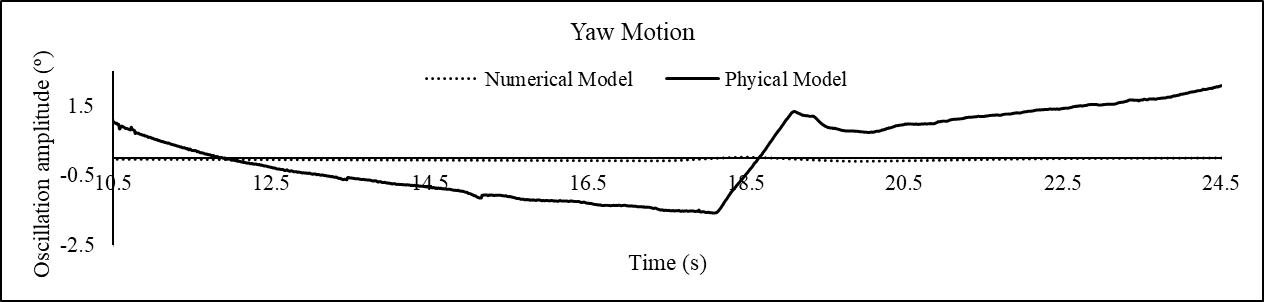 Yaw Motion
Numerical Model
Phyical Model
Oscillation amplitude (º)
1.5
-0.5
-2.5
10.5 12.5 14.5 16.5 18.5 20.5 22.5 24.5
Time (s)